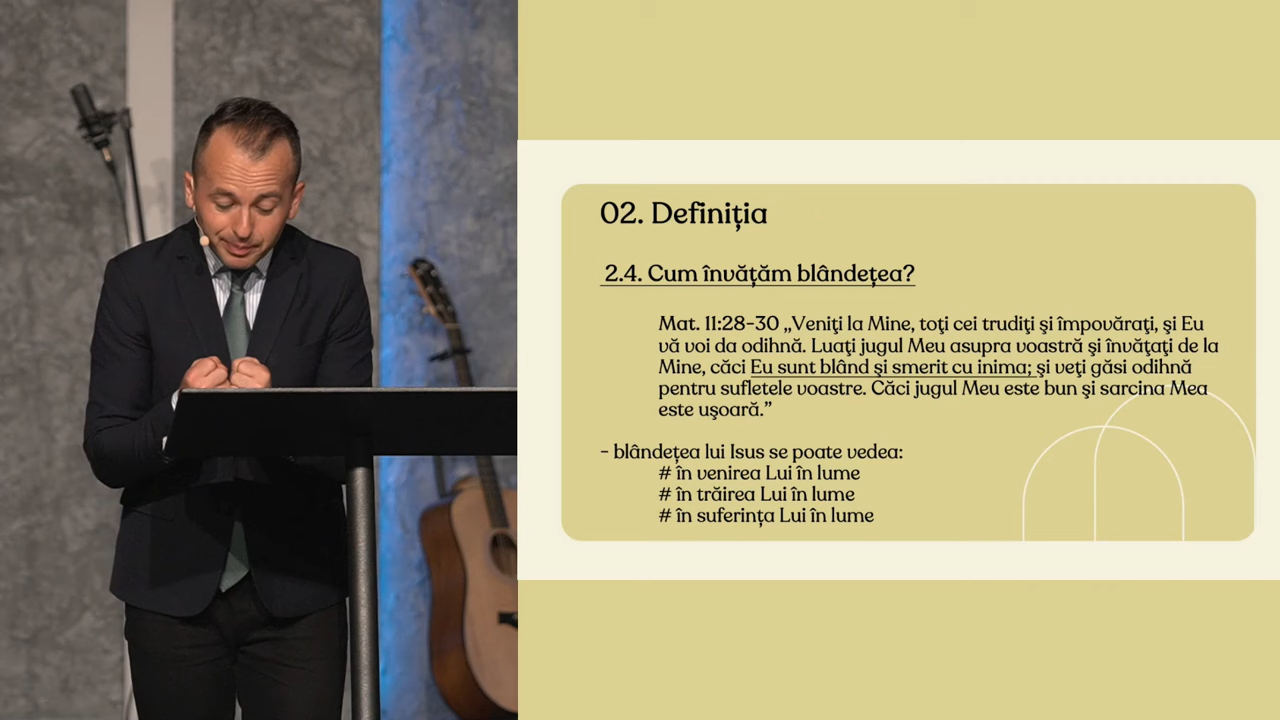 02. Definiția
2.4. Cum învățăm blândețea?
Mat. 11:28-30 „Veniţi la Mine, toţi cei trudiţi şi împovăraţi, şi Eu
vă voi da odihnă. Luaţi jugul Meu asupra voastră şi învăţaţi de la
Mine, căci Eu sunt blând şi smerit cu inima; şi veţi găsi odihnă
pentru sufletele voastre. Căci jugul Meu este bun şi sarcina Mea
este uşoară.”
- blândețea lui Isus se poate vedea:
# în venirea Lui în lume
# în trăirea Lui în lume
# în suferința Lui în lume